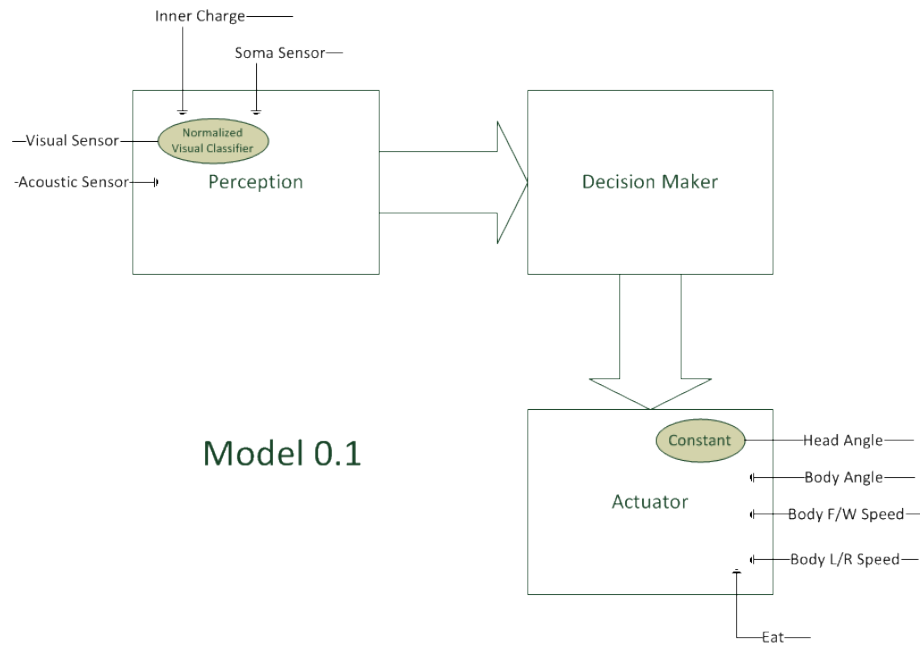 Inner Charge
Soma Sensor
Visual Sensor
Normalized
Visual Classifier
Acoustic Sensor
Perception
Decision Maker
Model 0.1
Constant
Head Angle
Body Angle
Actuator
Body F/W Speed
Body L/R Speed
Eat